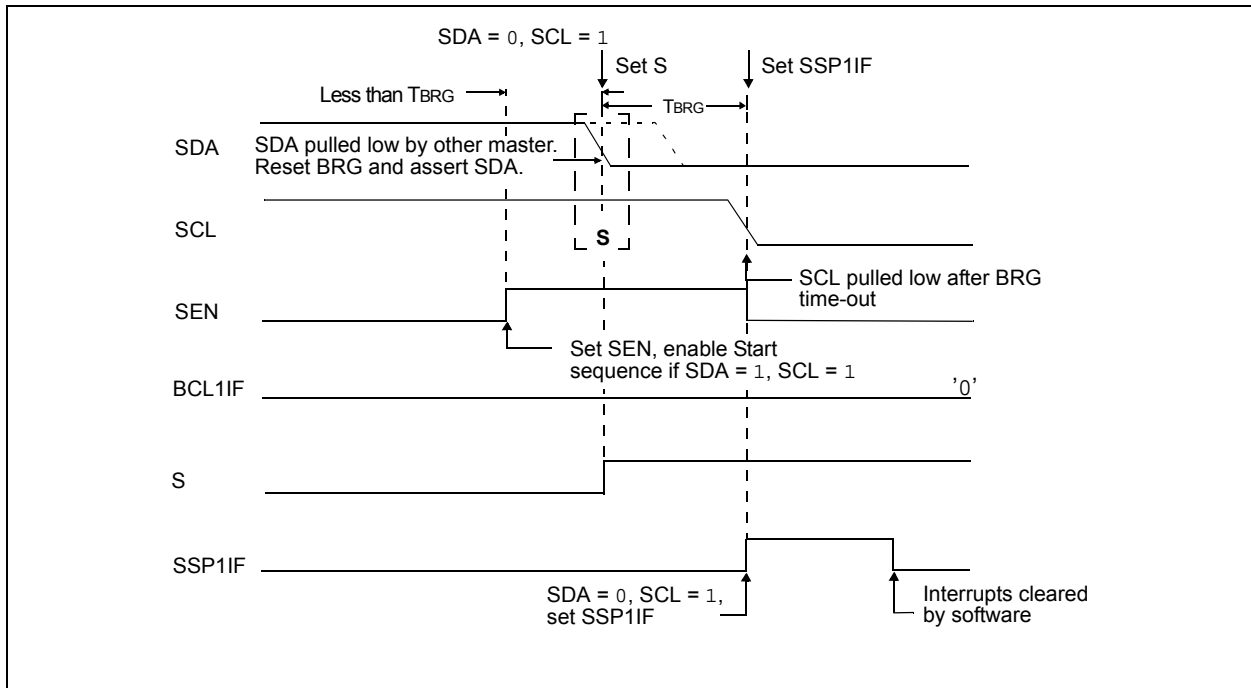 SDA = 0, SCL = 1
Set S
Set SSP1IF
Less than TBRG
TBRG
SDA
SDA pulled low by other master.
Reset BRG and assert SDA.
SCL
S
SCL pulled low after BRG
time-out
SEN
Set SEN, enable Start
sequence if SDA = 1, SCL = 1
BCL1IF
'0'
S
SSP1IF
SDA = 0, SCL = 1,
set SSP1IF
Interrupts cleared
by software